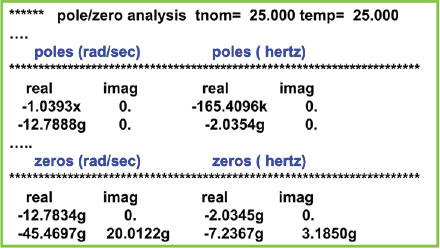 ****** pole/zero analysis tnom= 25.000 temp= 25.000
....
poles (rad/sec) poles ( hertz)
**********************************************************************
real imag real imag
-1.0393x 0. -165.4096k 0.
-12.7888g 0. -2.0354g 0.
.....
zeros (rad/sec) zeros ( hertz)
**********************************************************************
real imag real imag
-12.7834g 0. -2.0345g 0.
-45.4697g 20.0122g -7.2367g 3.1850g